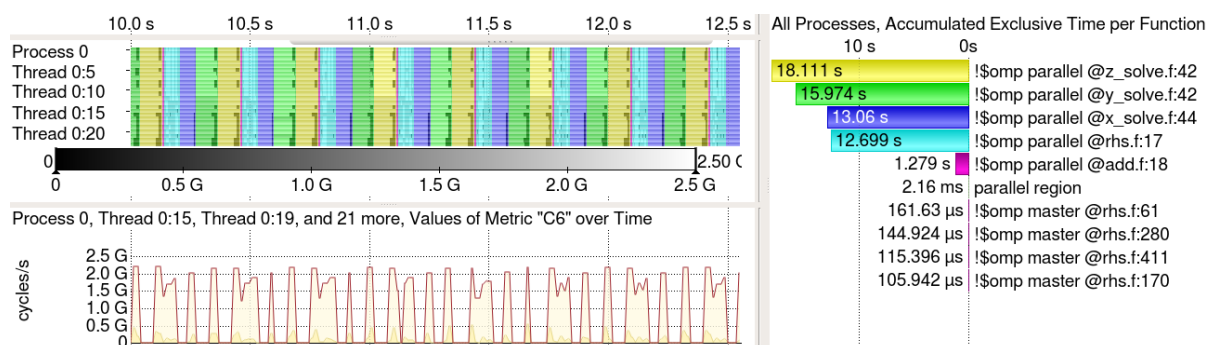 10.0 s 10.5 s 11.0 s 11.5 s 12.0 s 12.5 s
Process 0
Thread 0:5
Thread 0:10
Thread 0:15
Thread 0:20
0 2.50 G
0 0.5 G 1.0 G 1.5 G 2.0 G 2.5 G
Process 0, Thread 0:15, Thread 0:19, and 21 more, Values of Metric "C6" over Time
cycles/s
2.5 G
2.0 G
1.5 G
1.0 G
0.5 G
0
All Processes, Accumulated Exclusive Time per Function
10 s 0s
18.111 s !$omp parallel @z_solve.f:42
15.974 s !$omp parallel @y_solve.f:42
13.06 s !$omp parallel @x_solve.f:44
12.699 s !$omp parallel @rhs.f:17
1.279 s !$omp parallel @add.f:18
2.16 ms parallel region
161.63 µs !$omp master @rhs.f:61
144.924 µs !$omp master @rhs.f:280
115.396 µs !$omp master @rhs.f:411
105.942 µs !$omp master @rhs.f:170